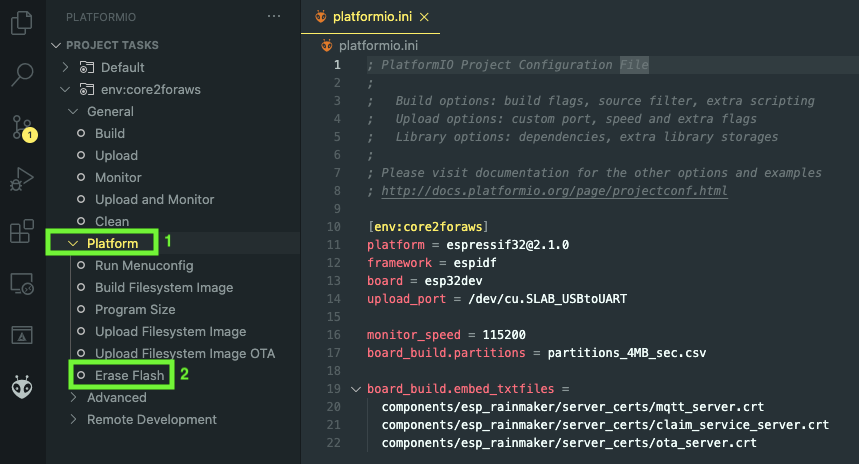 PLATFORMIO
PROJECT TASKS
Default
env:core2foraws
General
Build
Upload
Monitor
Upload and Monitor
Clean
Platform 1
Run Menuconfig
Build Filesystem Image
Program Size
Upload Filesystem Image
Upload Filesystem Image OTA
Erase Flash 2
Advanced
Remote Development
1
platformio.ini
platformio.ini
1 ; PlatformIO Project Configuration File
2 ;
3 ;   Build options: build flags, source filter, extra scripting
4 ;   Upload options: custom port, speed and extra flags
5 ;   Library options: dependencies, extra library storages
6 ;
7 ; Please visit documentation for the other options and examples
8 ; http://docs.platformio.org/page/projectconf.html
9
10 [env:core2foraws]
11 platform = espressif32@2.1.0
12 framework = espidf
13 board = esp32dev
14 upload_port = /dev/cu.SLAB_USBtoUART
15
16 monitor_speed = 115200
17 board_build.partitions = partitions_4MB_sec.csv
18
19 board_build.embed_txtfiles =
20   components/esp_rainmaker/server_certs/mqtt_server.crt
21   components/esp_rainmaker/server_certs/claim_service_server.crt
22   components/esp_rainmaker/server_certs/ota_server.crt